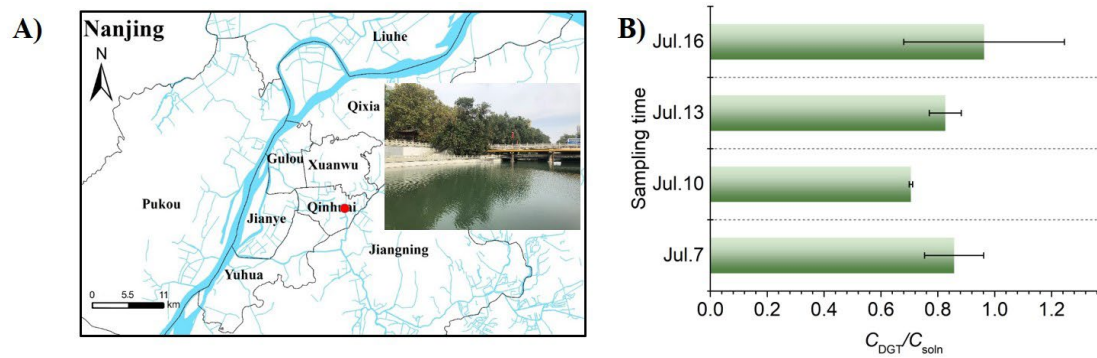 A)
Nanjing
N
Liuhe
Qixia
Gulou
Xuanwu
Pukou
Qinhuai
Jianye
Jiangning
Yuhua
0 5.5 11
km
B)
Jul.16
Jul.13
Jul.10
Jul.7
Sampling time
0.0 0.2 0.4 0.6 0.8 1.0 1.2
C_DGT/C_soln